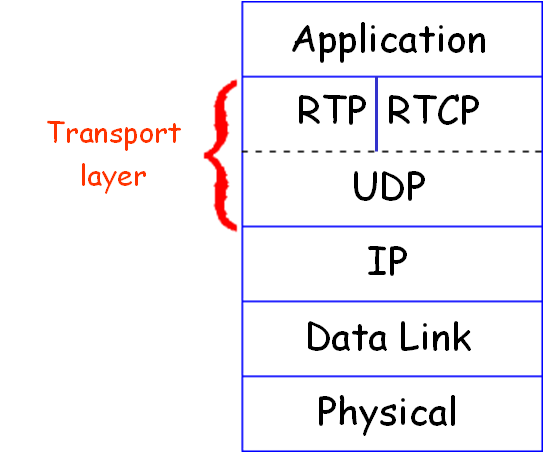 Application
RTP RTCP
Transport
layer
UDP
IP
Data Link
Physical